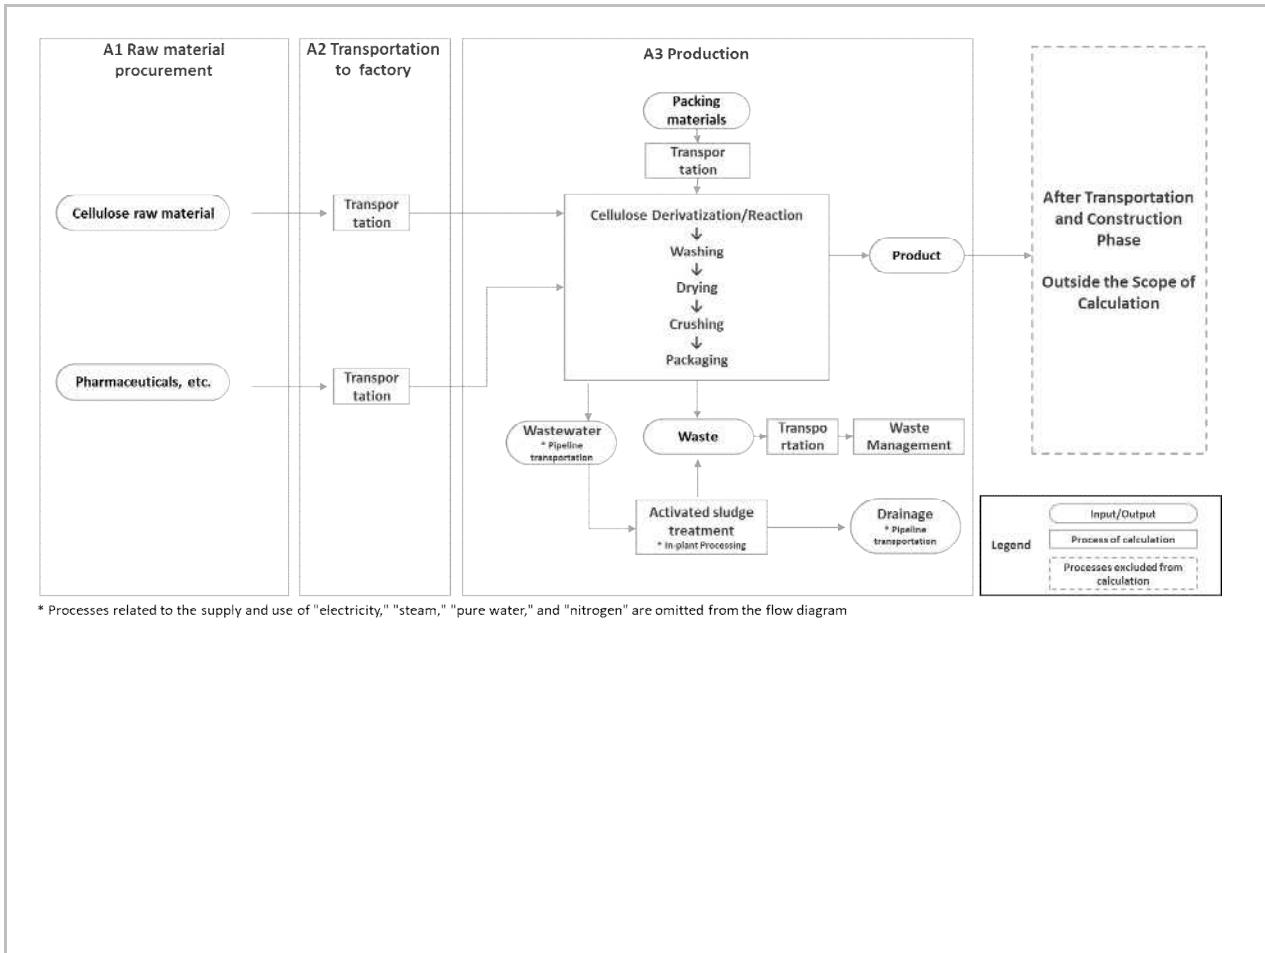 A1 Raw material
procurement
A2 Transportation
to factory
A3 Production
Packing
materials
Transpor
tation
Cellulose raw material
Transpor
tation
Cellulose Derivatization/Reaction
↓
Washing
↓
Drying
↓
Crushing
↓
Packaging
Product
After Transportation
and Construction
Phase
Outside the Scope of
Calculation
Pharmaceuticals, etc.
Transpor
tation
Wastewater
* Pipeline
transportation
Waste
Transpo
rtation
Waste
Management
Activated sludge
treatment
* In-plant Processing
Drainage
* Pipeline
transportation
Legend
Input/Output
Process of calculation
Processes excluded from
calculation
* Processes related to the supply and use of "electricity," "steam," "pure water," and "nitrogen" are omitted from the flow diagram